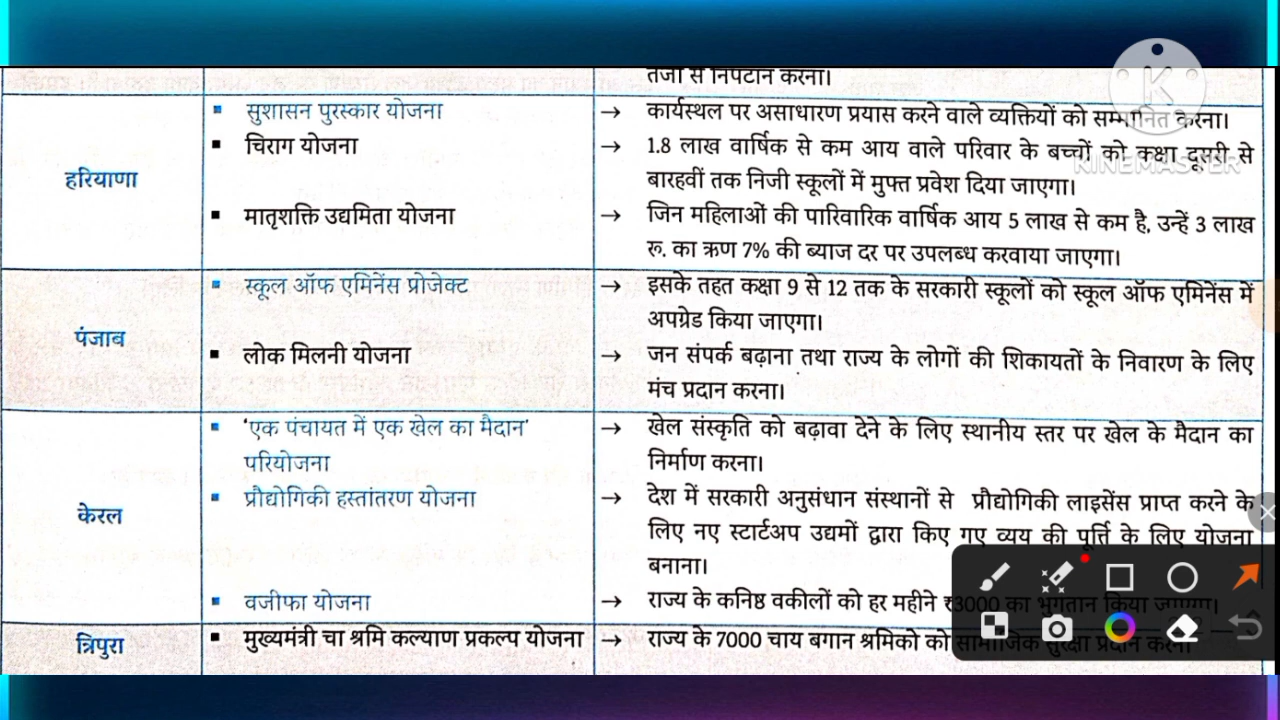 तेजी से निपटान करना।
KINEMASTER
हरियाणा
▪ सुशासन पुरस्कार योजना → कार्यस्थल पर असाधारण प्रयास करने वाले व्यक्तियों को सम्मानित करना।
▪ चिराग योजना → 1.8 लाख वार्षिक से कम आय वाले परिवार के बच्चों को कक्षा दूसरी से
बारहवीं तक निजी स्कूलों में मुफ्त प्रवेश दिया जाएगा।
▪ मातृशक्ति उद्यमिता योजना → जिन महिलाओं की पारिवारिक वार्षिक आय 5 लाख से कम है, उन्हें 3 लाख
रू. का ऋण 7% की ब्याज दर पर उपलब्ध करवाया जाएगा।
पंजाब
▪ स्कूल ऑफ एमिनेंस प्रोजेक्ट → इसके तहत कक्षा 9 से 12 तक के सरकारी स्कूलों को स्कूल ऑफ एमिनेंस में
अपग्रेड किया जाएगा।
▪ लोक मिलनी योजना → जन संपर्क बढ़ाना तथा राज्य के लोगों की शिकायतों के निवारण के लिए
मंच प्रदान करना।
केरल
▪ ‘एक पंचायत में एक खेल का मैदान’ → खेल संस्कृति को बढ़ावा देने के लिए स्थानीय स्तर पर खेल के मैदान का
परियोजना निर्माण करना।
▪ प्रौद्योगिकी हस्तांतरण योजना → देश में सरकारी अनुसंधान संस्थानों से प्रौद्योगिकी लाइसेंस प्राप्त करने के
लिए नए स्टार्टअप उद्यमों द्वारा किए गए व्यय की पूर्त्ति के लिए योजना
बनाना।
▪ वजीफा योजना → राज्य के कनिष्ठ वकीलों को हर महीने ₹3000 का भुगतान किया जाएगा।
त्रिपुरा
▪ मुख्यमंत्री चा श्रमि कल्याण प्रकल्प योजना → राज्य के 7000 चाय बगान श्रमिको को सामाजिक सुरक्षा प्रदान करना